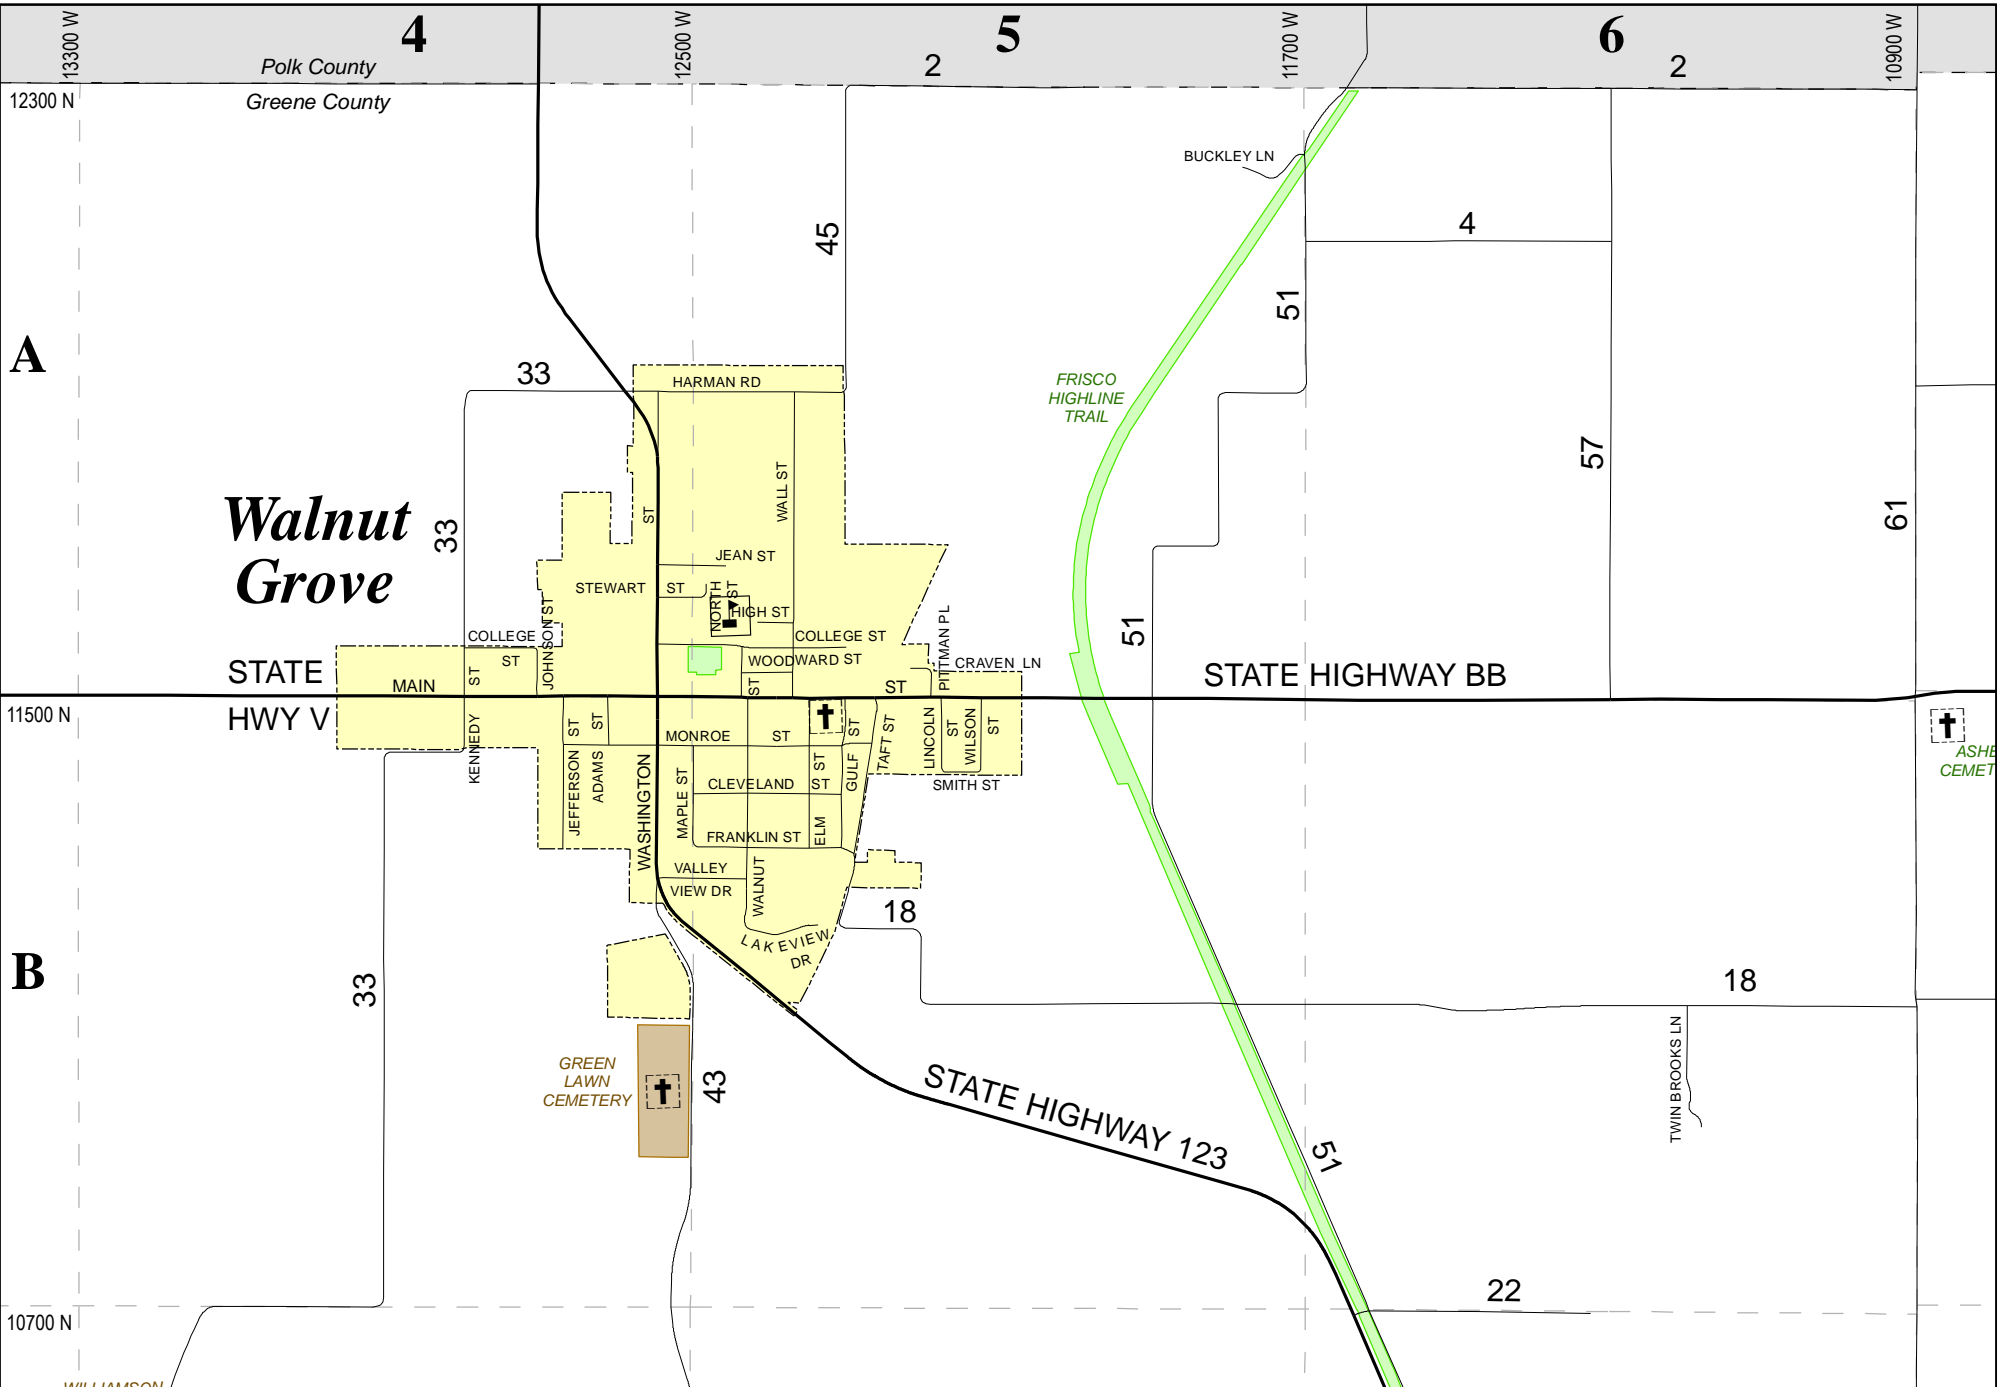 13300 W
4
12500 W
5
11700 W
6
10900 W
Polk County
2
2
12300 N
Greene County
BUCKLEY LN
45
4
51
A
33
HARMAN RD
FRISCO
HIGHLINE
TRAIL
57
Walnut
Grove
33
ST
WALL ST
61
JEAN ST
STEWART ST
NORTH ST
HIGH ST
JOHNSON ST
COLLEGE
ST
COLLEGE ST
PITTMAN PL
51
WOODWARD ST
CRAVEN LN
STATE
HWY V
MAIN
ST
ST
ST
STATE HIGHWAY BB
11500 N
KENNEDY
JEFFERSON ST
ADAMS ST
WASHINGTON
MONROE ST
MAPLE ST
CLEVELAND ST
ELM ST
GULF ST
TAFT ST
LINCOLN ST
WILSON ST
SMITH ST
ASHE
CEMET
FRANKLIN ST
VALLEY
VIEW DR
WALNUT
LAKEVIEW
DR
18
B
33
18
GREEN
LAWN
CEMETERY
43
STATE HIGHWAY 123
51
TWIN BROOKS LN
22
10700 N
WILLIAMSON